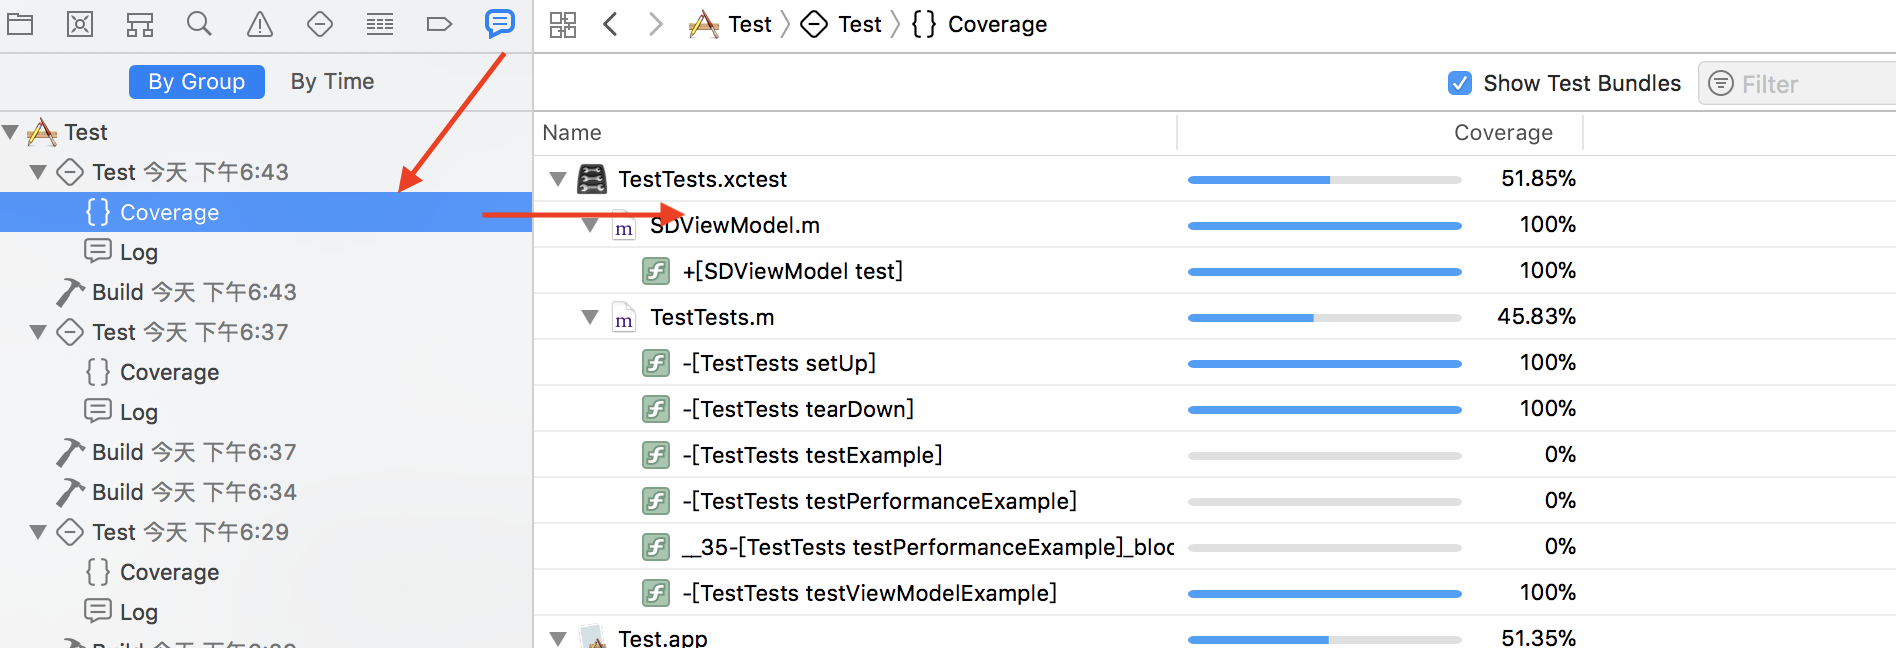 Test Test {} Coverage
By Group By Time
Show Test Bundles Filter
Name Coverage
Test
Test 今天 下午6:43
{} Coverage
Log
Build 今天 下午6:43
Test 今天 下午6:37
{} Coverage
Log
Build 今天 下午6:37
Build 今天 下午6:34
Test 今天 下午6:29
{} Coverage
Log
TestTests.xctest 51.85%
m SDViewModel.m 100%
f +[SDViewModel test] 100%
m TestTests.m 45.83%
f -[TestTests setUp] 100%
f -[TestTests tearDown] 100%
f -[TestTests testExample] 0%
f -[TestTests testPerformanceExample] 0%
f __35-[TestTests testPerformanceExample]_bloc 0%
f -[TestTests testViewModelExample] 100%
Test.app 51.35%